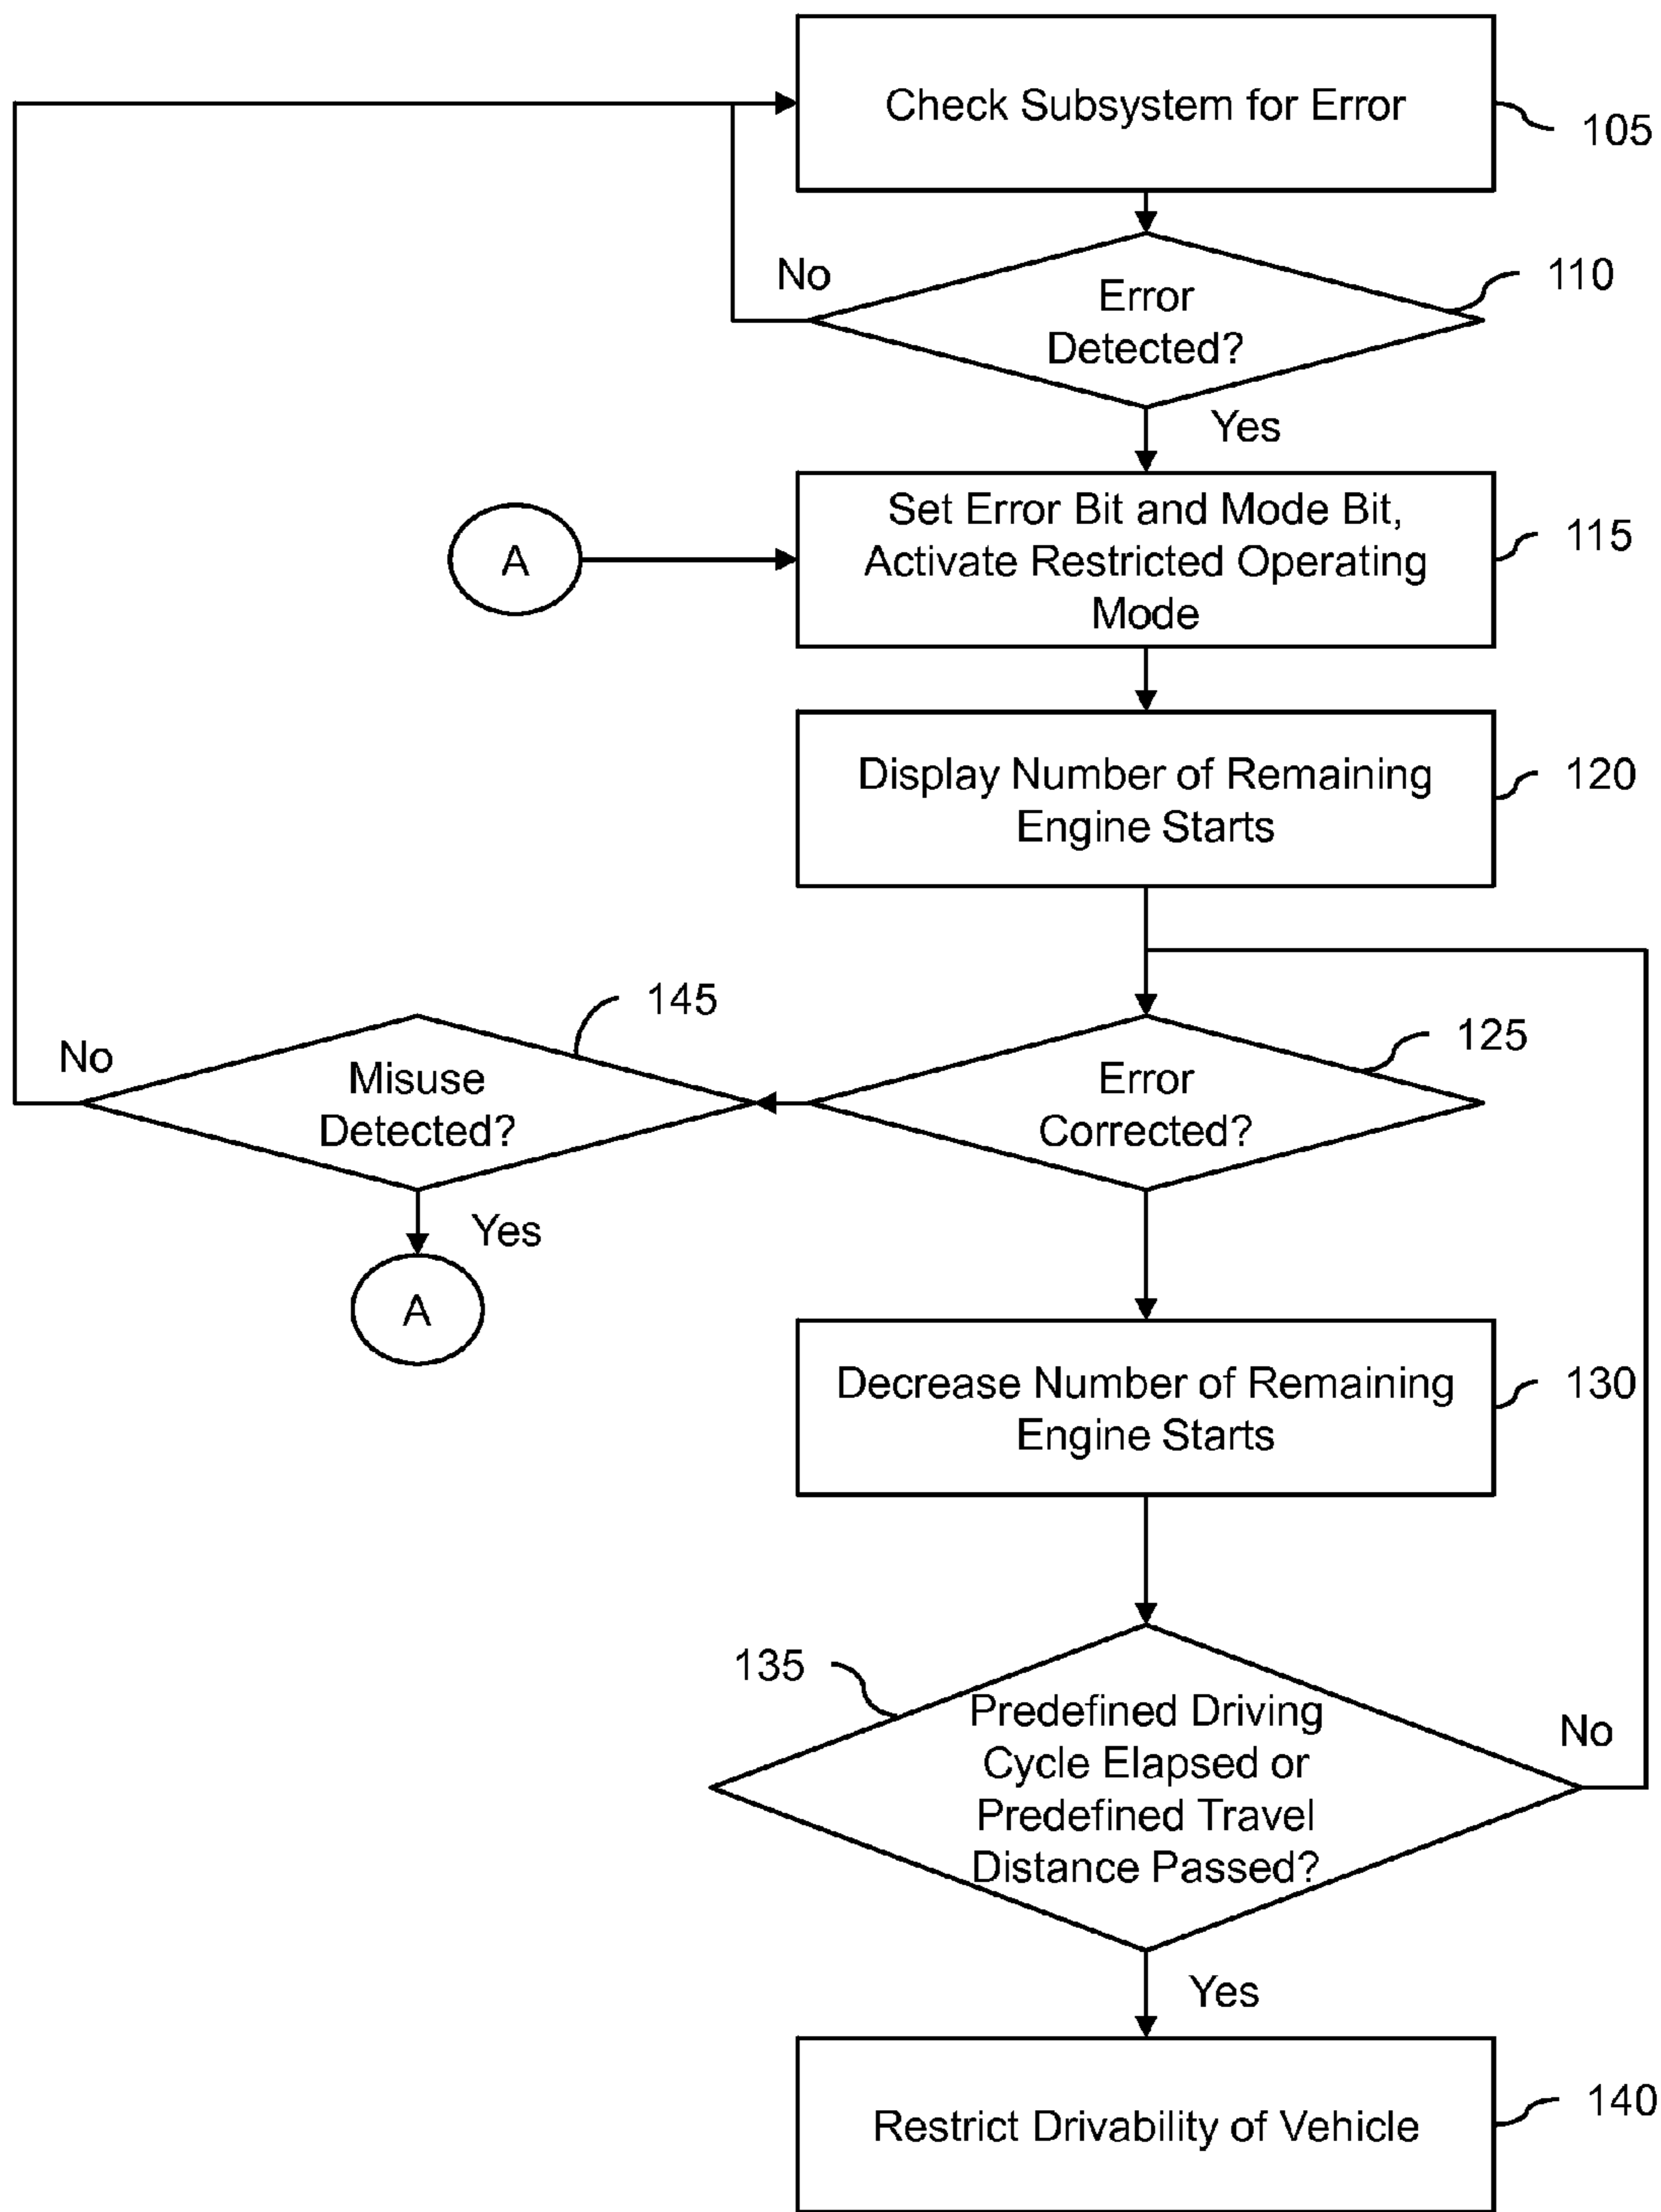 Check Subsystem for Error
105
No
110
Error
Detected?
Yes
Set Error Bit and Mode Bit,
Activate Restricted Operating
Mode
115
A
Display Number of Remaining
Engine Starts
120
145
125
No
Misuse
Detected?
Error
Corrected?
Yes
A
Decrease Number of Remaining
Engine Starts
130
135
Predefined Driving
Cycle Elapsed or
Predefined Travel
Distance Passed?
No
Yes
Restrict Drivability of Vehicle
140